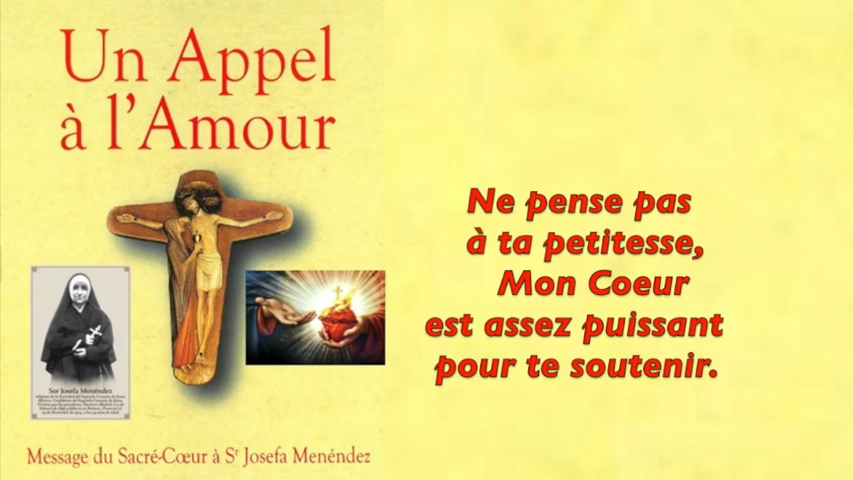 Un Appel
à l'Amour
Ne pense pas
à ta petitesse,
Mon Coeur
est assez puissant
pour te soutenir.
Sor Josefa Menéndez
Message du Sacré-Cœur à Sr Josefa Menéndez